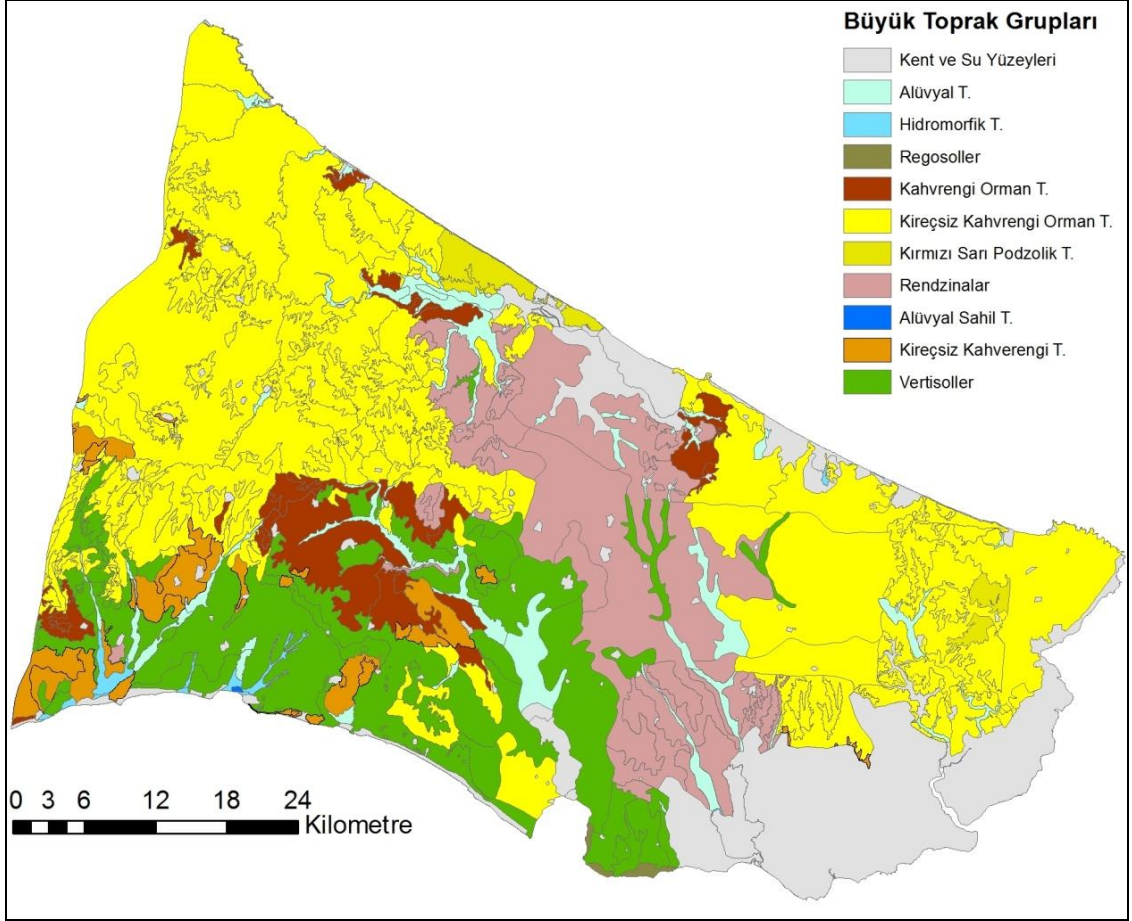 Büyük Toprak Grupları
Kent ve Su Yüzeyleri
Alüvyal T.
Hidromorfik T.
Regosoller
Kahvrengi Orman T.
Kireçsiz Kahvrengi Orman T.
Kırmızı Sarı Podzolik T.
Rendzinalar
Alüvyal Sahil T.
Kireçsiz Kahverengi T.
Vertisoller
0 3 6 12 18 24
Kilometre